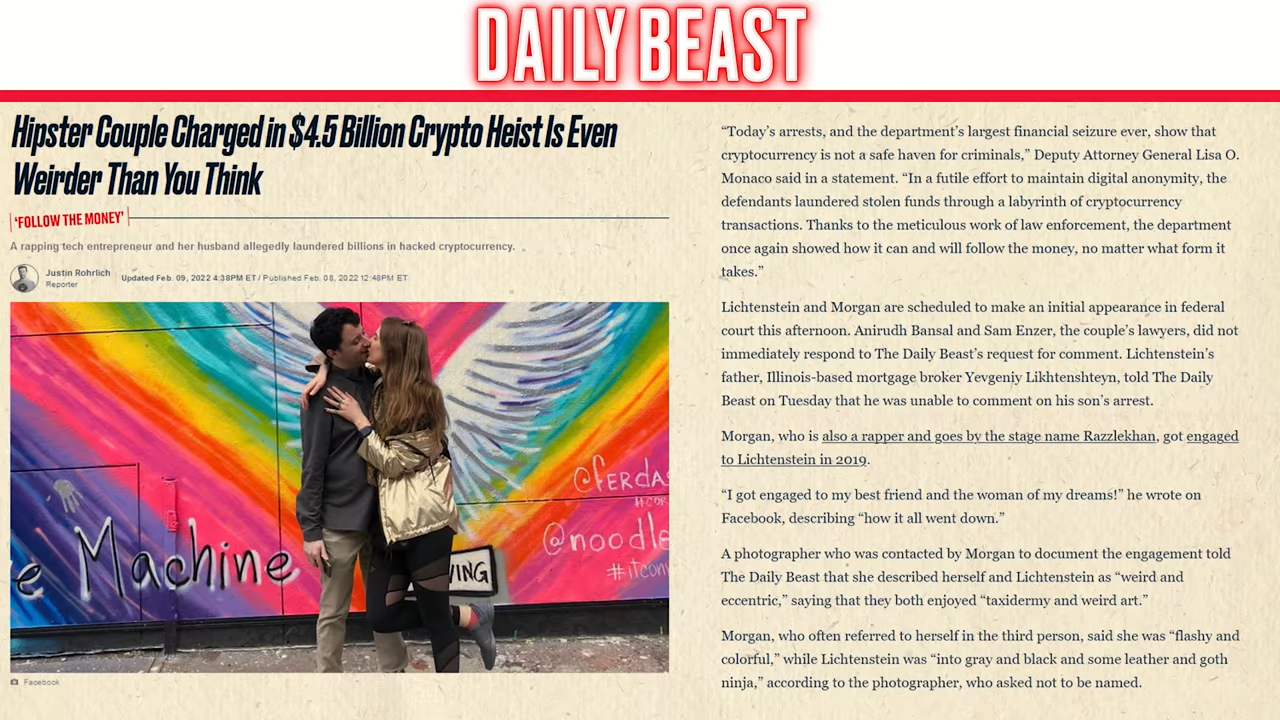 DAILY BEAST
Hipster Couple Charged in $4.5 Billion Crypto Heist Is Even
Weirder Than You Think
'FOLLOW THE MONEY'
A rapping tech entrepreneur and her husband allegedly laundered billions in hacked cryptocurrency.
Justin Rohrlich
Reporter
Updated Feb. 09, 2022 4:38PM ET / Published Feb. 08, 2022 12:48PM ET
@FERDAS
@noodle
#itconv
e Machine
VING
Facebook
“Today’s arrests, and the department’s largest financial seizure ever, show that
cryptocurrency is not a safe haven for criminals,” Deputy Attorney General Lisa O.
Monaco said in a statement. “In a futile effort to maintain digital anonymity, the
defendants laundered stolen funds through a labyrinth of cryptocurrency
transactions. Thanks to the meticulous work of law enforcement, the department
once again showed how it can and will follow the money, no matter what form it
takes.”
Lichtenstein and Morgan are scheduled to make an initial appearance in federal
court this afternoon. Anirudh Bansal and Sam Enzer, the couple’s lawyers, did not
immediately respond to The Daily Beast’s request for comment. Lichtenstein’s
father, Illinois-based mortgage broker Yevgeniy Likhtenshteyn, told The Daily
Beast on Tuesday that he was unable to comment on his son’s arrest.
Morgan, who is also a rapper and goes by the stage name Razzlekhan, got engaged
to Lichtenstein in 2019.
“I got engaged to my best friend and the woman of my dreams!” he wrote on
Facebook, describing “how it all went down.”
A photographer who was contacted by Morgan to document the engagement told
The Daily Beast that she described herself and Lichtenstein as “weird and
eccentric,” saying that they both enjoyed “taxidermy and weird art.”
Morgan, who often referred to herself in the third person, said she was “flashy and
colorful,” while Lichtenstein was “into gray and black and some leather and goth
ninja,” according to the photographer, who asked not to be named.